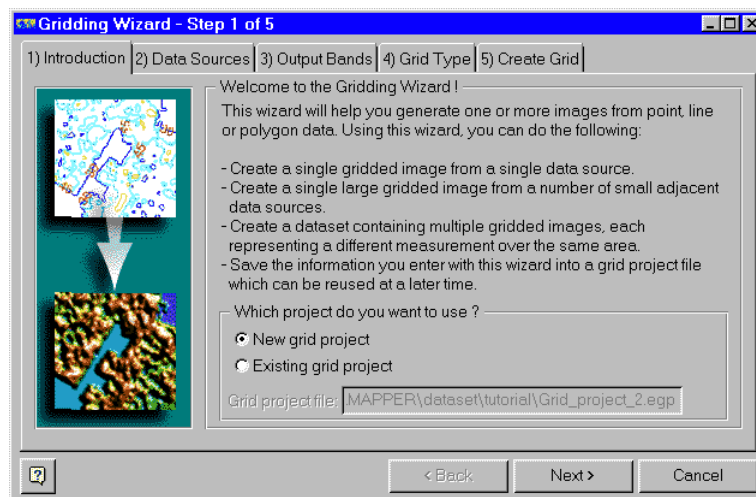 Gridding Wizard - Step 1 of 5
1) Introduction 2) Data Sources 3) Output Bands 4) Grid Type 5) Create Grid
Welcome to the Gridding Wizard !
This wizard will help you generate one or more images from point, line
or polygon data. Using this wizard, you can do the following:
- Create a single gridded image from a single data source.
- Create a single large gridded image from a number of small adjacent
data sources.
- Create a dataset containing multiple gridded images, each
representing a different measurement over the same area.
- Save the information you enter with this wizard into a grid project file
which can be reused at a later time.
Which project do you want to use ?
New grid project
Existing grid project
Grid project file: .MAPPER\dataset\tutorial\Grid_project_2.egp
< Back Next > Cancel